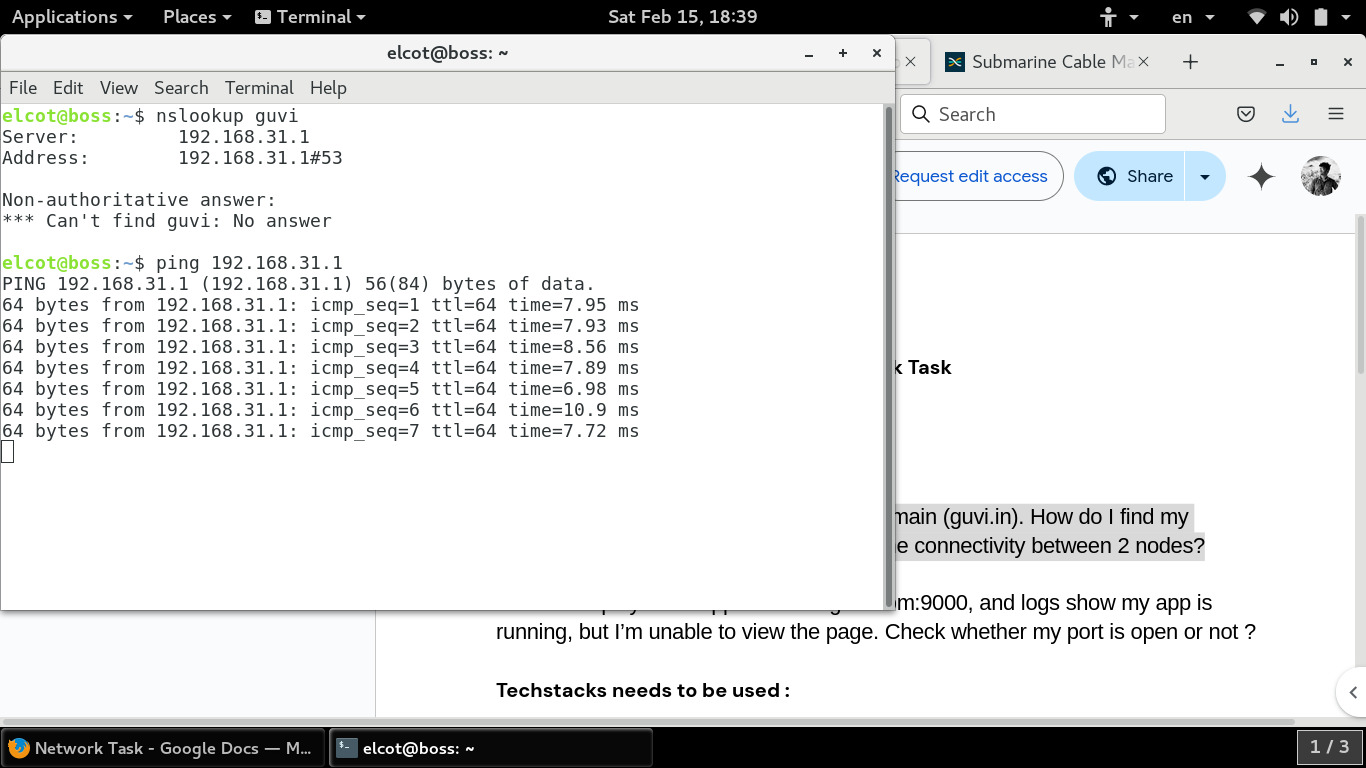 Applications Places Terminal Sat Feb 15, 18:39 en
elcot@boss: ~
Submarine Cable Ma
File Edit View Search Terminal Help
Search
elcot@boss:~$ nslookup guvi
Server: 192.168.31.1
Address: 192.168.31.1#53
Non-authoritative answer:
*** Can't find guvi: No answer
elcot@boss:~$ ping 192.168.31.1
PING 192.168.31.1 (192.168.31.1) 56(84) bytes of data.
64 bytes from 192.168.31.1: icmp_seq=1 ttl=64 time=7.95 ms
64 bytes from 192.168.31.1: icmp_seq=2 ttl=64 time=7.93 ms
64 bytes from 192.168.31.1: icmp_seq=3 ttl=64 time=8.56 ms
64 bytes from 192.168.31.1: icmp_seq=4 ttl=64 time=7.89 ms
64 bytes from 192.168.31.1: icmp_seq=5 ttl=64 time=6.98 ms
64 bytes from 192.168.31.1: icmp_seq=6 ttl=64 time=10.9 ms
64 bytes from 192.168.31.1: icmp_seq=7 ttl=64 time=7.72 ms
Request edit access Share
k Task
main (guvi.in). How do I find my
e connectivity between 2 nodes?
om:9000, and logs show my app is
running, but I’m unable to view the page. Check whether my port is open or not ?
Techstacks needs to be used :
Network Task - Google Docs — M... elcot@boss: ~ 1 / 3